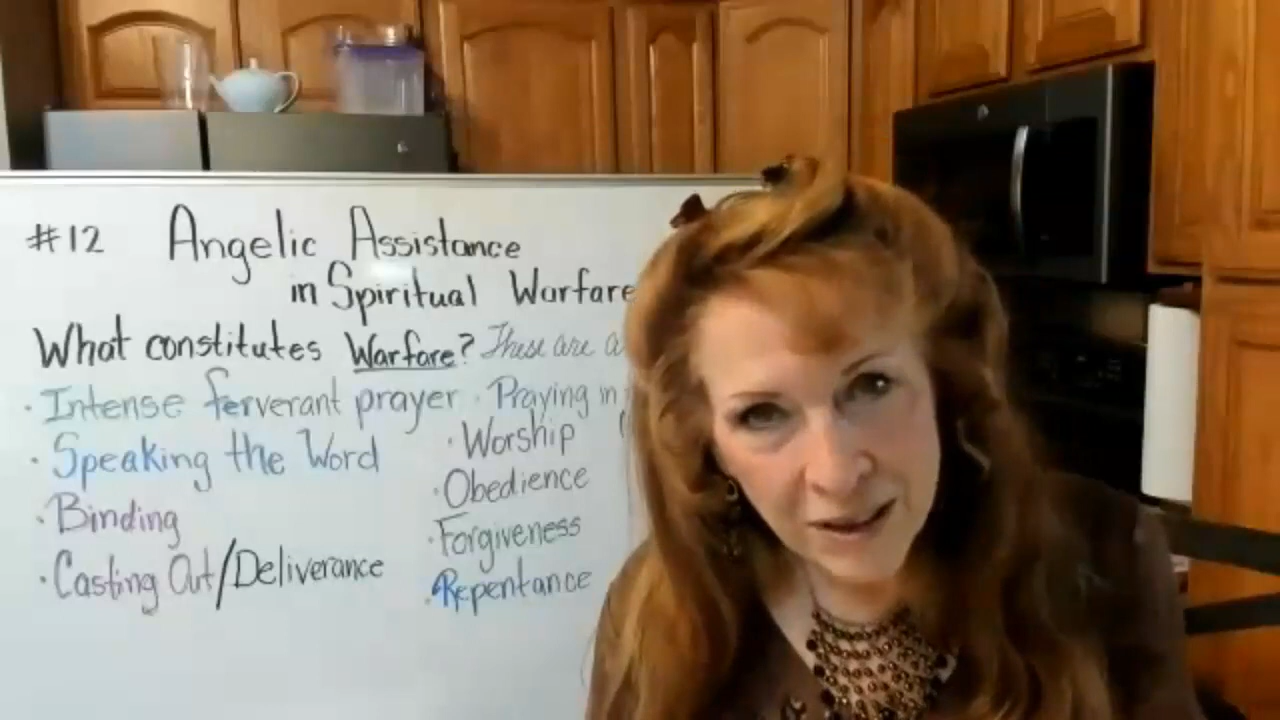 #12 Angelic Assistance
in Spiritual Warfare
What constitutes Warfare? These are
· Intense ferverant prayer · Praying in
· Speaking the Word · Worship
· Binding · Obedience
· Forgiveness
· Casting Out/Deliverance · Repentance